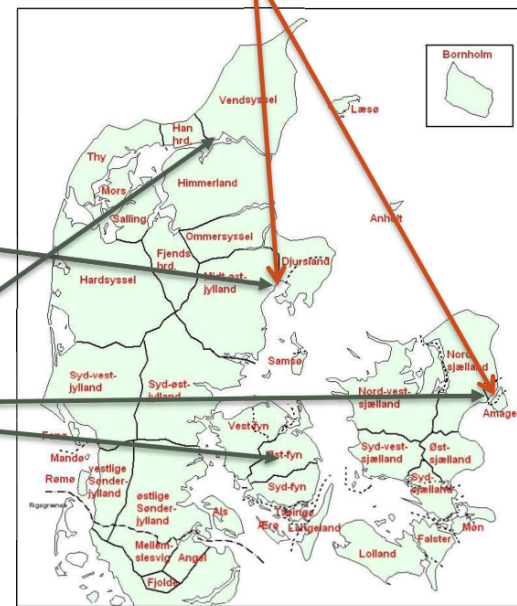 Bornholm
Vendsyssel
Læsø
Han
hrd.
Thy
Himmerland
Mors
Salling
Anholt
Ommersyssel
Fjends
hrd.
Djursland
Hardsyssel
Midt-øst-
jylland
Samsø
Nord-
sjælland
Syd-vest-
jylland
Syd-øst-
jylland
Nord-vest-
sjælland
Amager
Vest-fyn
Fanø
Mandø
Øst-fyn
Syd-vest-
sjælland
Øst-
sjælland
Rømø
vestlige
Sønder-
jylland
Syd-fyn
Syd-
sjælland
Rigsgrænse
østlige
Sønder-
jylland
Als
Tåsinge
Ærø
Langeland
Møn
Falster
Lolland
Mellem-
slesvig
Angel
Fjolde